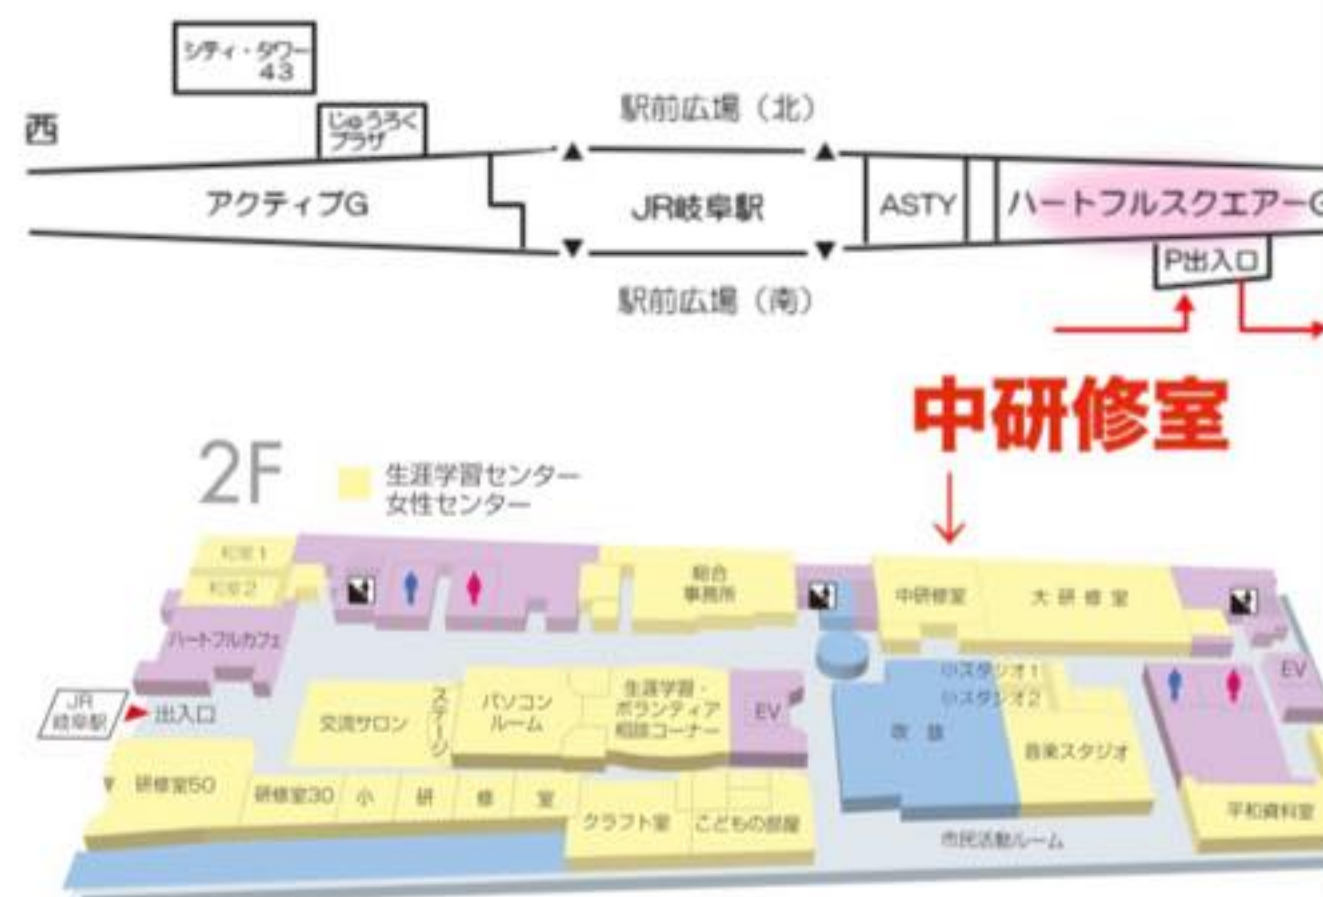 シティ・タワー
43
西
じゅうろく
プラザ
駅前広場（北）
アクティブG
JR岐阜駅
ASTY
ハートフルスクエアーG
P出入口
駅前広場（南）
中研修室
2F
生涯学習センター
女性センター
和室1
和室2
総合
事務所
中研修室
大研修室
ハートフルカフェ
JR
岐阜駅
出入口
交流サロン
ステージ
パソコン
ルーム
生涯学習・
ボランティア
相談コーナー
EV
小スタジオ1
小スタジオ2
吹抜
音楽スタジオ
EV
研修室50
研修室30
小研修室
クラフト室
こどもの部屋
市民活動ルーム
平和資料室